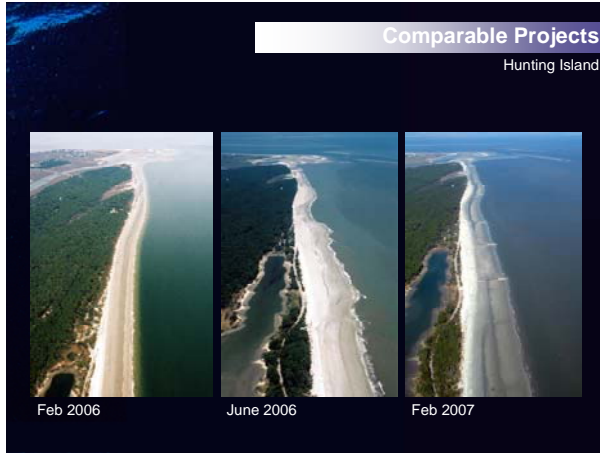 Comparable Projects
Hunting Island
Feb 2006
June 2006
Feb 2007